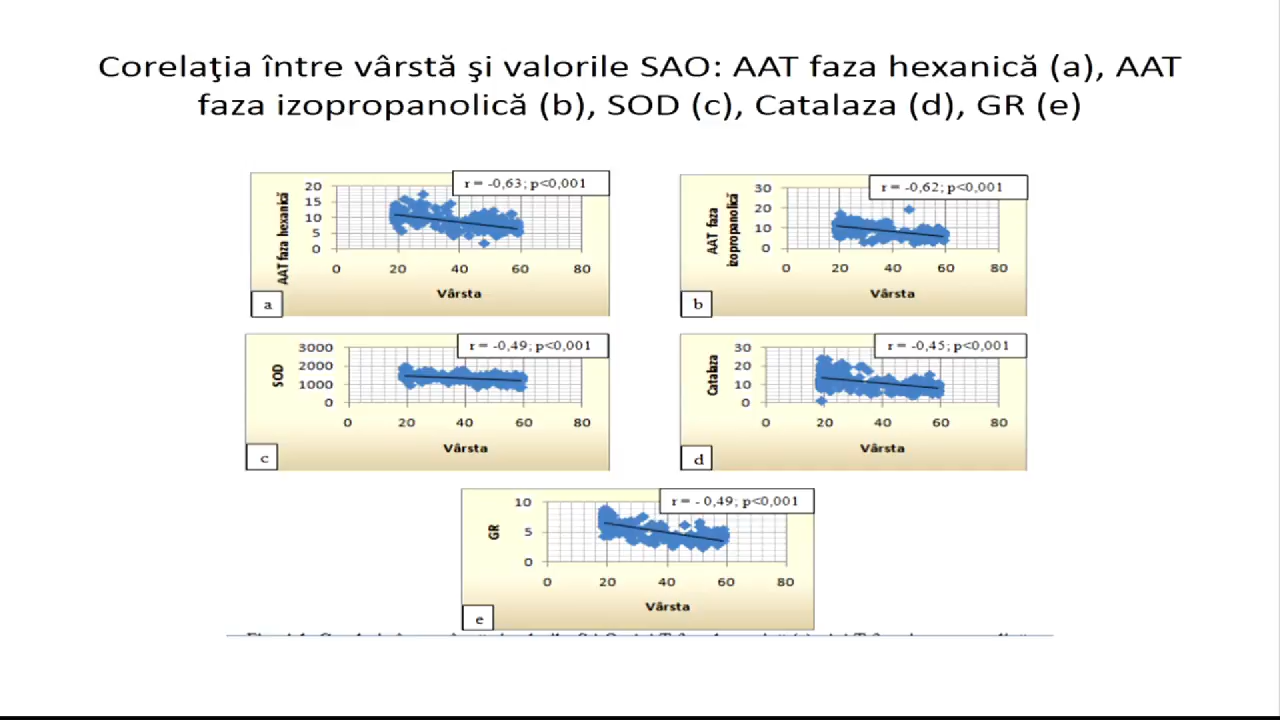 Corelaţia între vârstă şi valorile SAO: AAT faza hexanică (a), AAT
faza izopropanolică (b), SOD (c), Catalaza (d), GR (e)
r = -0,63; p<0,001
AAT faza hexanică
20
15
10
5
0
0 20 40 60 80
Vârsta
a
r = -0,62; p<0,001
AAT faza
izopropanolică
30
20
10
0
0 20 40 60 80
Vârsta
b
r = -0,49; p<0,001
SOD
3000
2000
1000
0
0 20 40 60 80
Vârsta
c
r = -0,45; p<0,001
Catalaza
30
20
10
0
0 20 40 60 80
Vârsta
d
r = - 0,49; p<0,001
GR
10
5
0
0 20 40 60 80
Vârsta
e